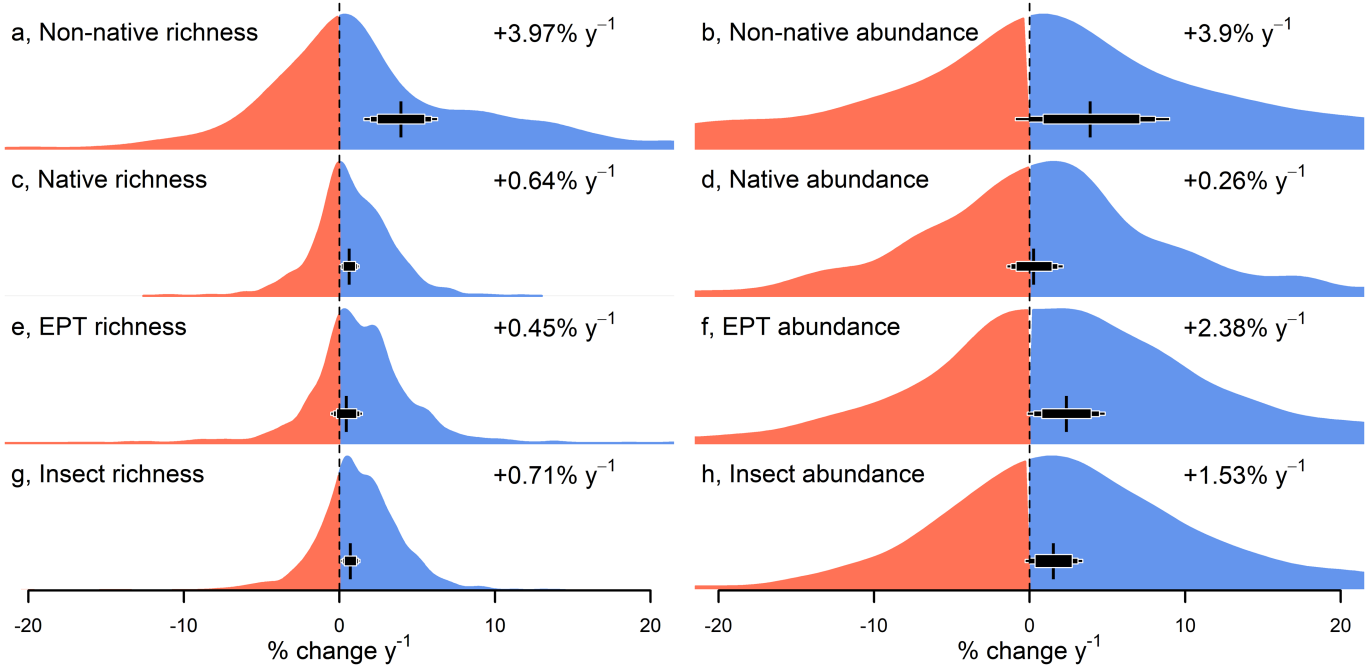 a, Non-native richness +3.97% y⁻¹
b, Non-native abundance +3.9% y⁻¹
c, Native richness +0.64% y⁻¹
d, Native abundance +0.26% y⁻¹
e, EPT richness +0.45% y⁻¹
f, EPT abundance +2.38% y⁻¹
g, Insect richness +0.71% y⁻¹
h, Insect abundance +1.53% y⁻¹
-20 -10 0 10 20
% change y⁻¹
-20 -10 0 10 20
% change y⁻¹